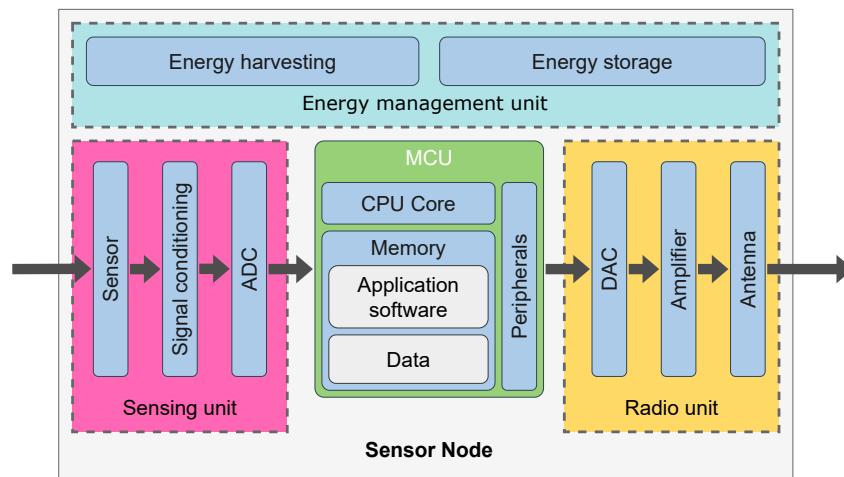 Energy harvesting
Energy storage
Energy management unit
Sensor
Signal conditioning
ADC
Sensing unit
MCU
CPU Core
Memory
Application
software
Data
Peripherals
DAC
Amplifier
Antenna
Radio unit
Sensor Node